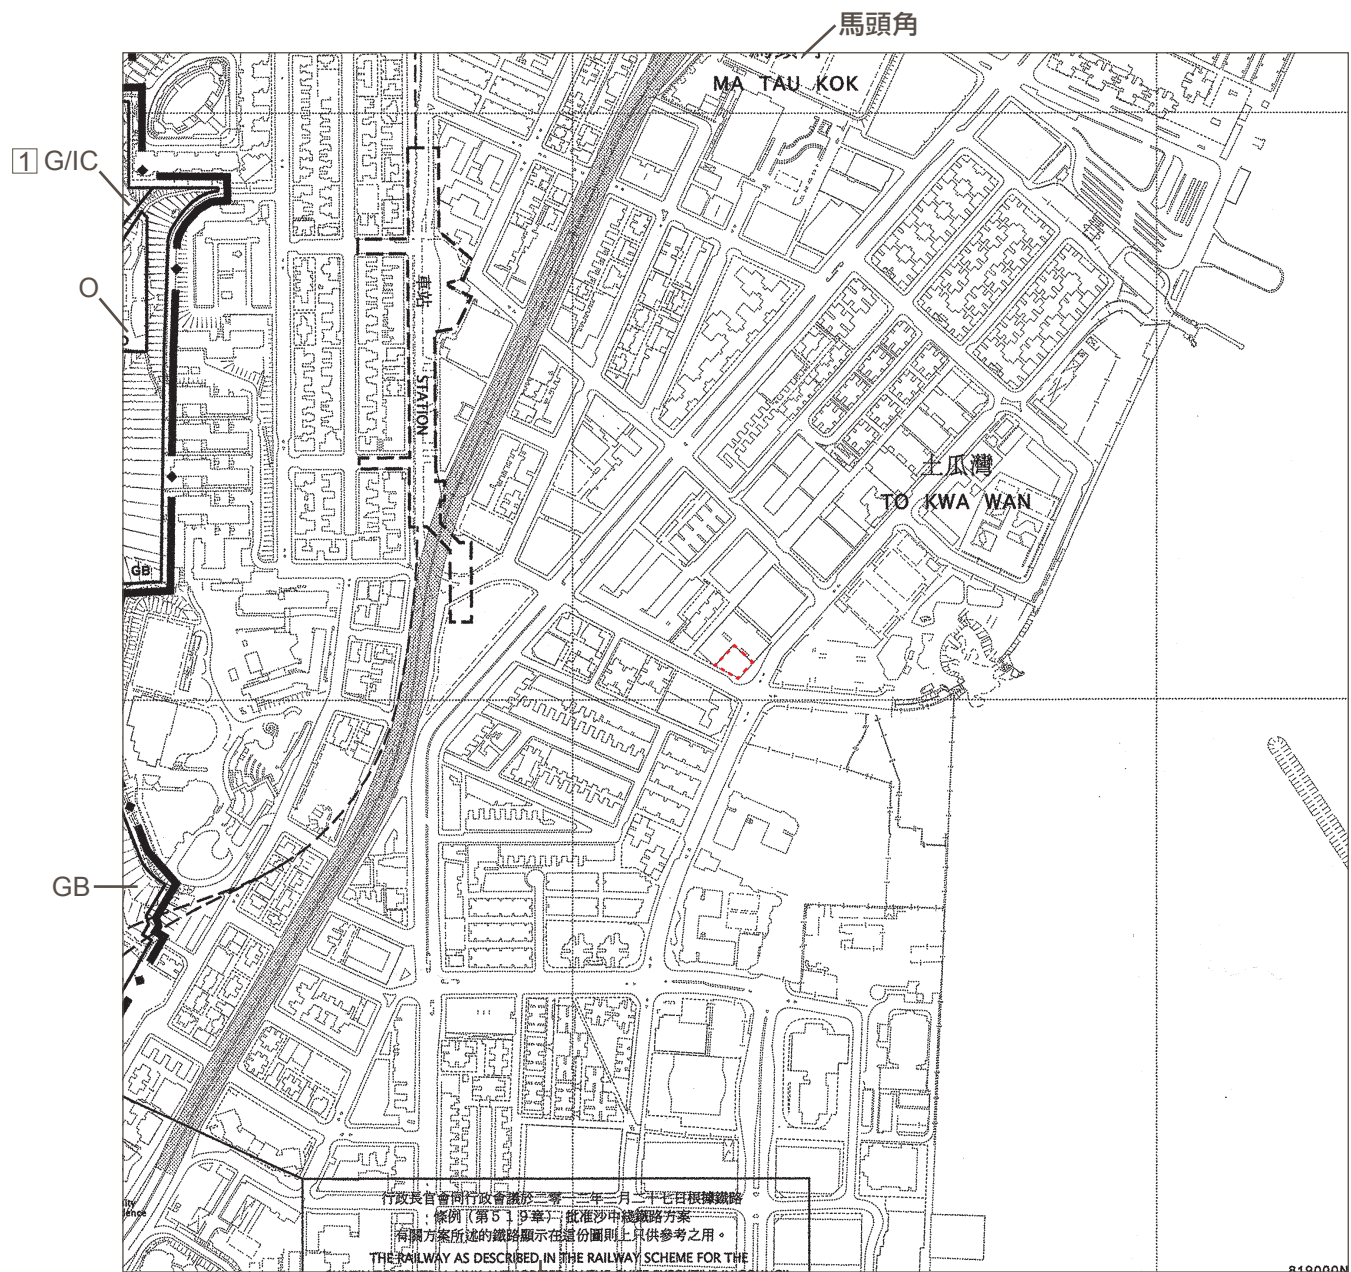 馬頭角
MA TAU KOK
1 G/IC
O
車站
STATION
土瓜灣
TO KWA WAN
GB
GB
行政長官會同行政會議於二零一二年三月二十七日根據鐵路
條例（第５１９章）批准沙中綫鐵路方案
有關方案所述的鐵路顯示在這份圖則上只供參考之用。
THE RAILWAY AS DESCRIBED IN THE RAILWAY SCHEME FOR THE
819000N